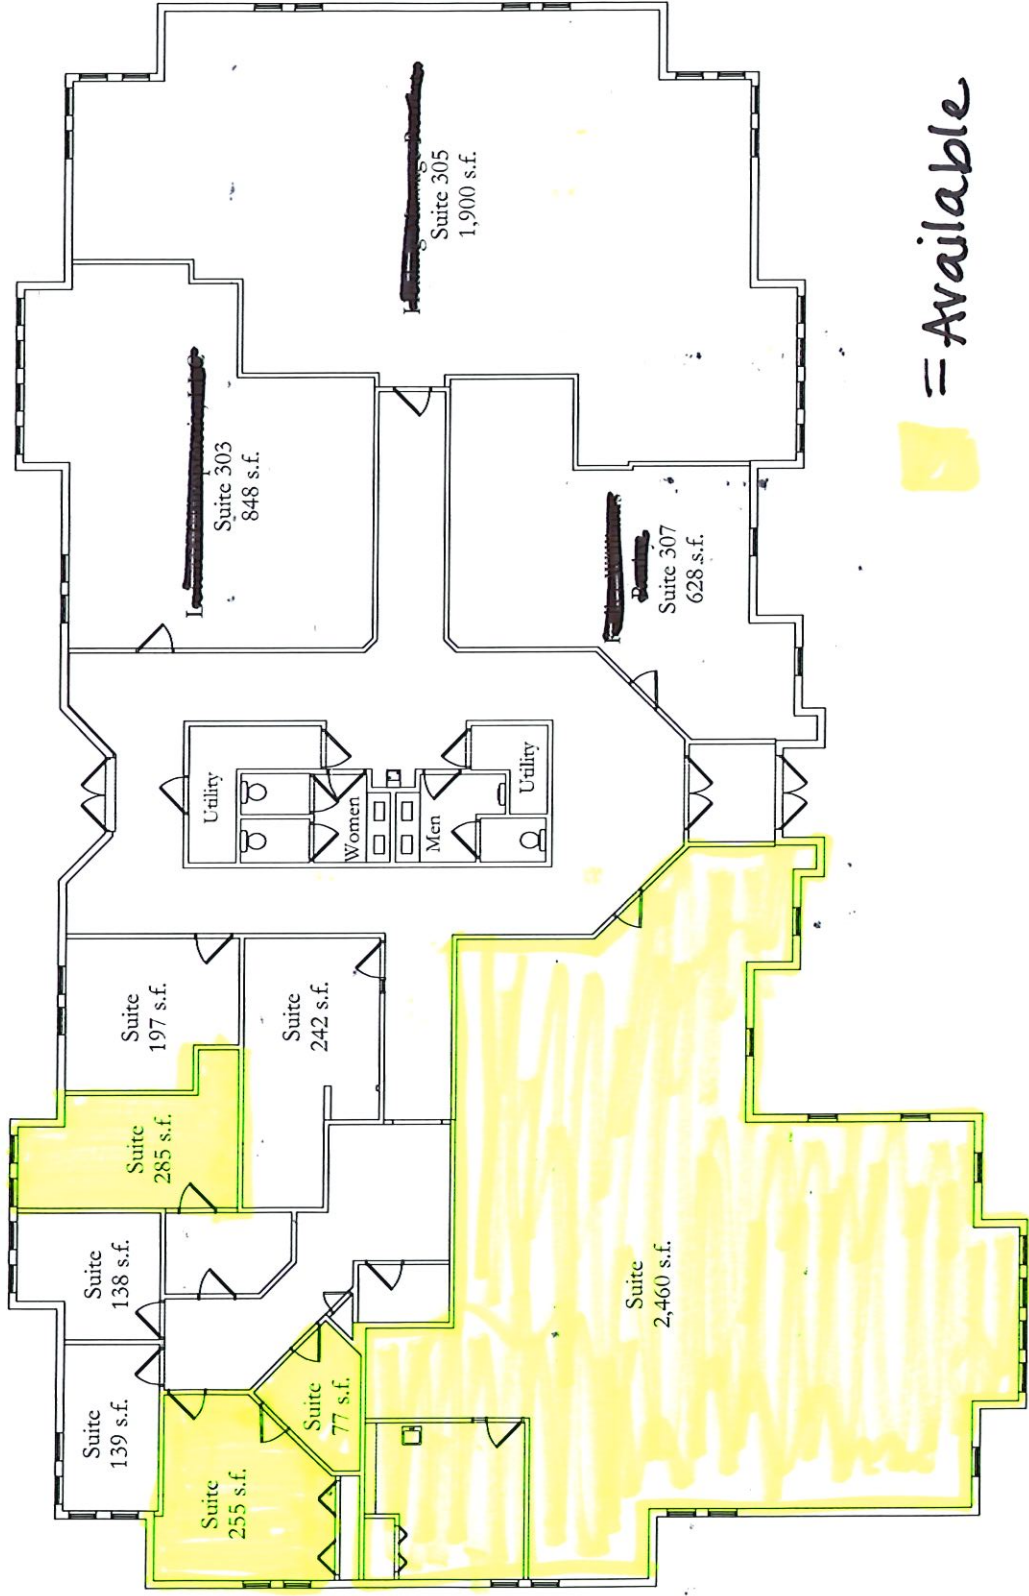 Suite 305
1,900 s.f.
Suite 303
848 s.f.
Suite 307
628 s.f.
= Available
Utility
Women
Men
Utility
Suite
197 s.f.
Suite
242 s.f.
Suite
285 s.f.
Suite
138 s.f.
Suite
139 s.f.
Suite
255 s.f.
Suite
77 s.f.
Suite
2,460 s.f.